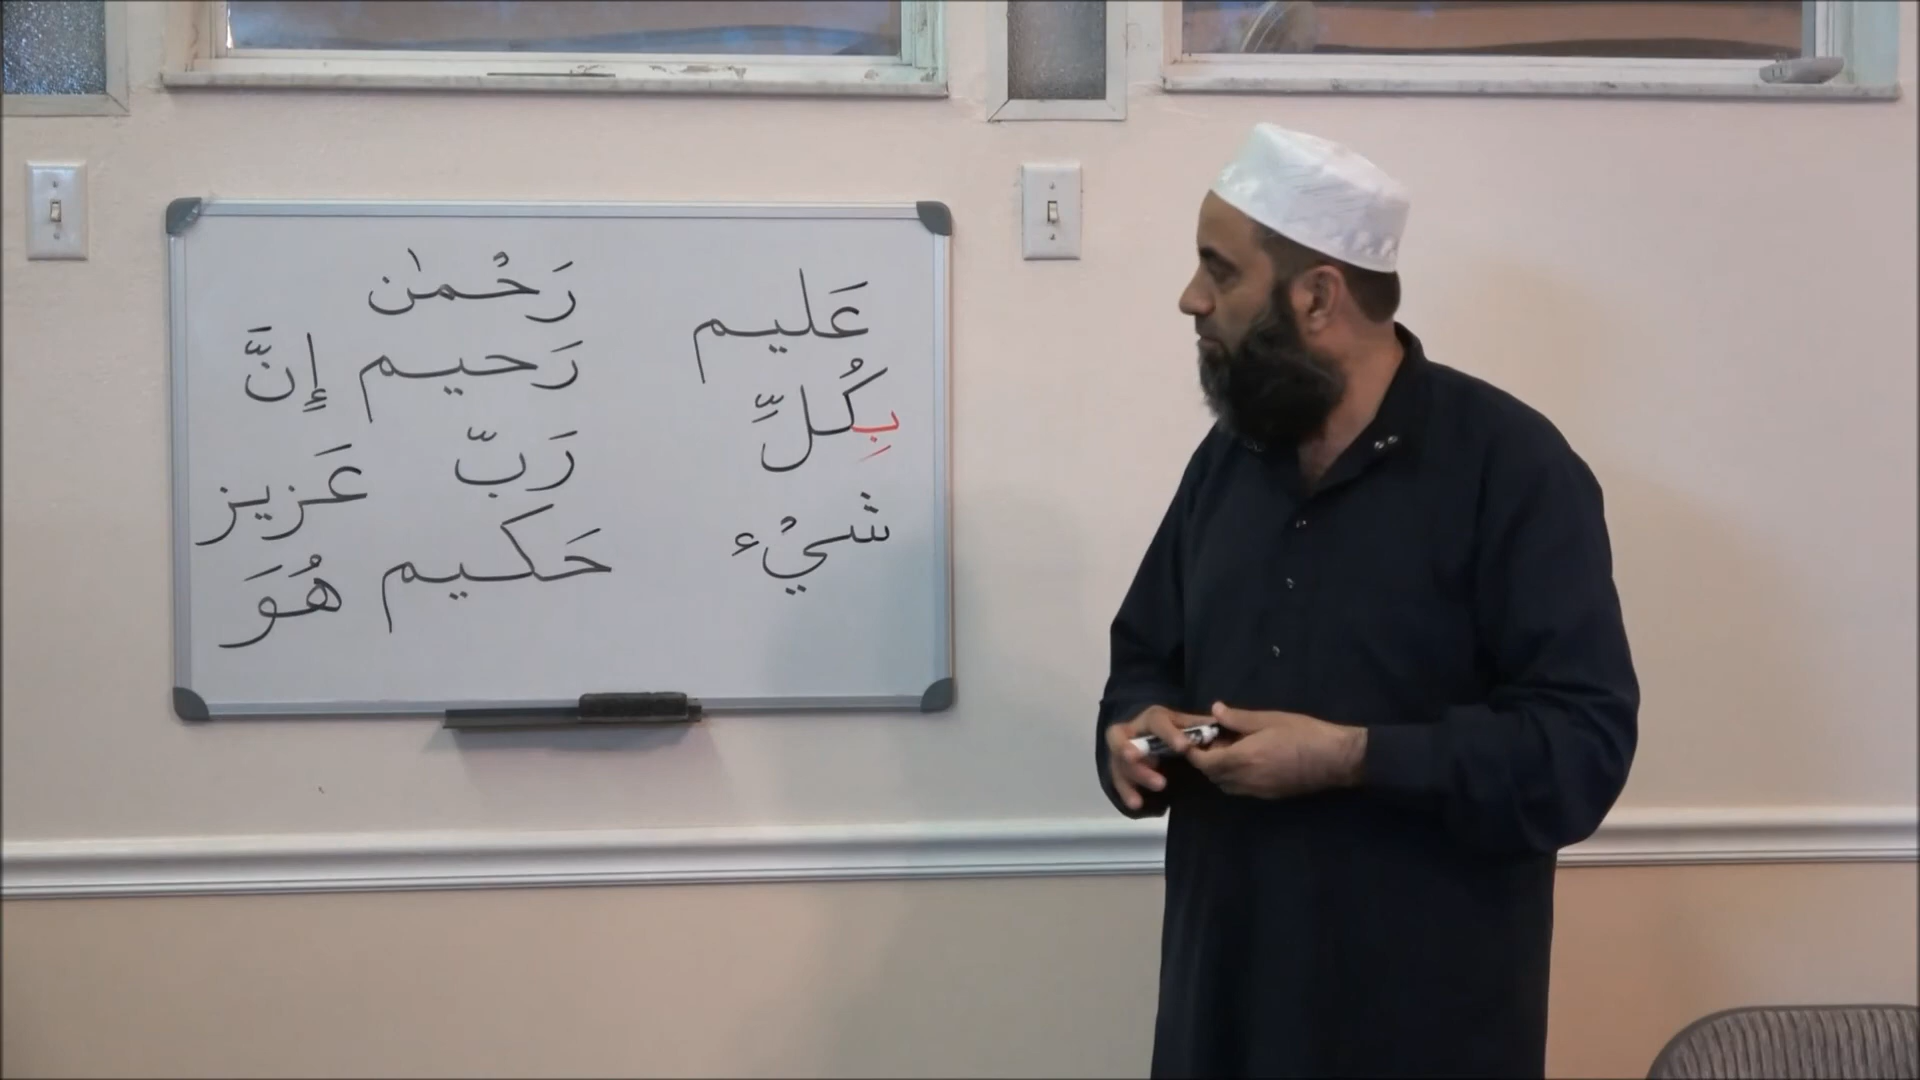 عَليم
بِكُلِّ
شيْء
رَحْمٰن
رَحيم
رَبّ
حَكيم
إِنَّ
عَزيز
هُوَ